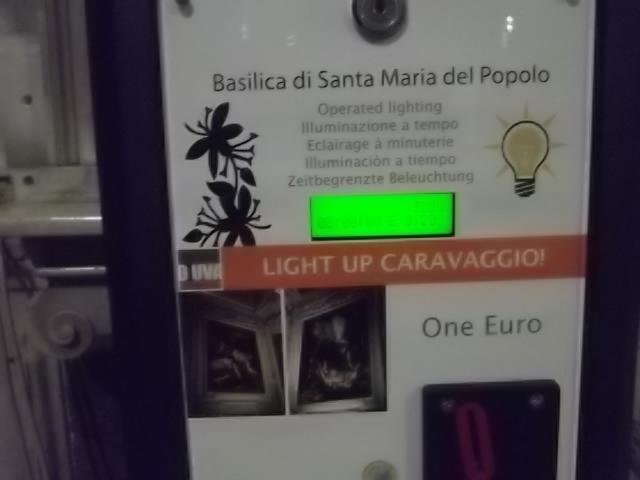 Basilica di Santa Maria del Popolo
Operated lighting
Illuminazione a tempo
Eclairage à minuterie
Illuminación a tiempo
Zeitbegrenzte Beleuchtung
LIGHT UP CARAVAGGIO!
One Euro
0